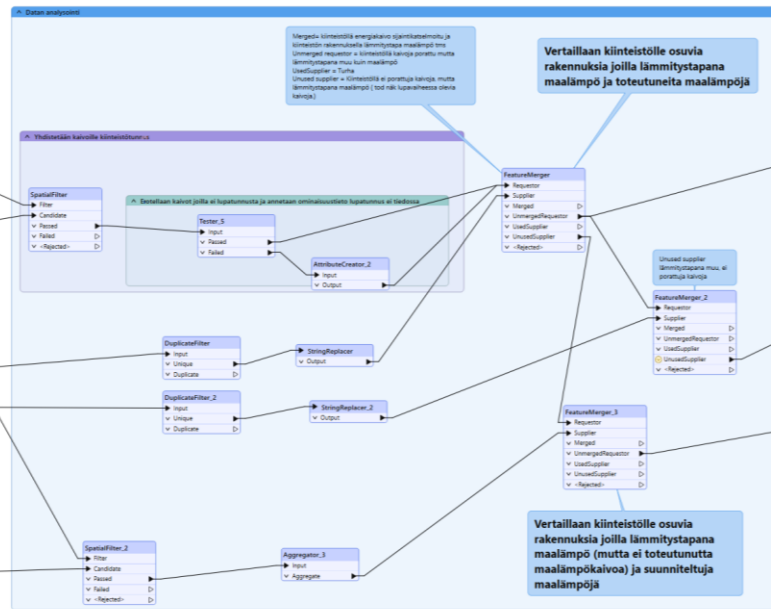 Datan analysointi
Merged= kiinteistöllä energiakaivo sijaintikatselmoitu ja
kiinteistön rakennuksella lämmitystapa maalämpö tms
Unmerged requestor = kiinteistöllä kaivoja porattu mutta
lämmitystapana muu kuin maalämpö
UsedSupplier = Turha
Unused supplier = Kiinteistöllä ei porattuja kaivoja, mutta
lämmitystapana maalämpö ( tod näk lupavaiheessa olevia
kaivoja.)
Vertaillaan kiinteistölle osuvia
rakennuksia joilla lämmitystapana
maalämpö ja toteutuneita maalämpöjä
Yhdistetään kaivoille kiinteistötunnus
SpatialFilter
Filter
Candidate
Passed
Failed
<Rejected>
Esitellaan kaivot joilla ei lupatunnusta ja annetaan ominaisuustieto lupatunnus ei tiedossa
Tester_5
Input
Passed
Failed
AttributeCreator_2
Input
Output
FeatureMerger
Requestor
Supplier
Merged
UnmergedRequestor
UsedSupplier
UnusedSupplier
<Rejected>
Unused supplier
lämmitystapana muu, ei
porattuja kaivoja
FeatureMerger_2
Requestor
Supplier
Merged
UnmergedRequestor
UsedSupplier
UnusedSupplier
<Rejected>
DuplicateFilter
Input
Unique
Duplicate
StringReplacer
Output
DuplicateFilter_2
Input
Unique
Duplicate
StringReplacer_2
Output
FeatureMerger_3
Requestor
Supplier
Merged
UnmergedRequestor
UsedSupplier
UnusedSupplier
<Rejected>
Vertaillaan kiinteistölle osuvia
rakennuksia joilla lämmitystapana
maalämpö (mutta ei toteutunutta
maalämpökaivoa) ja suunniteltuja
maalämpöjä
SpatialFilter_2
Filter
Candidate
Passed
Failed
<Rejected>
Aggregator_3
Input
Aggregate